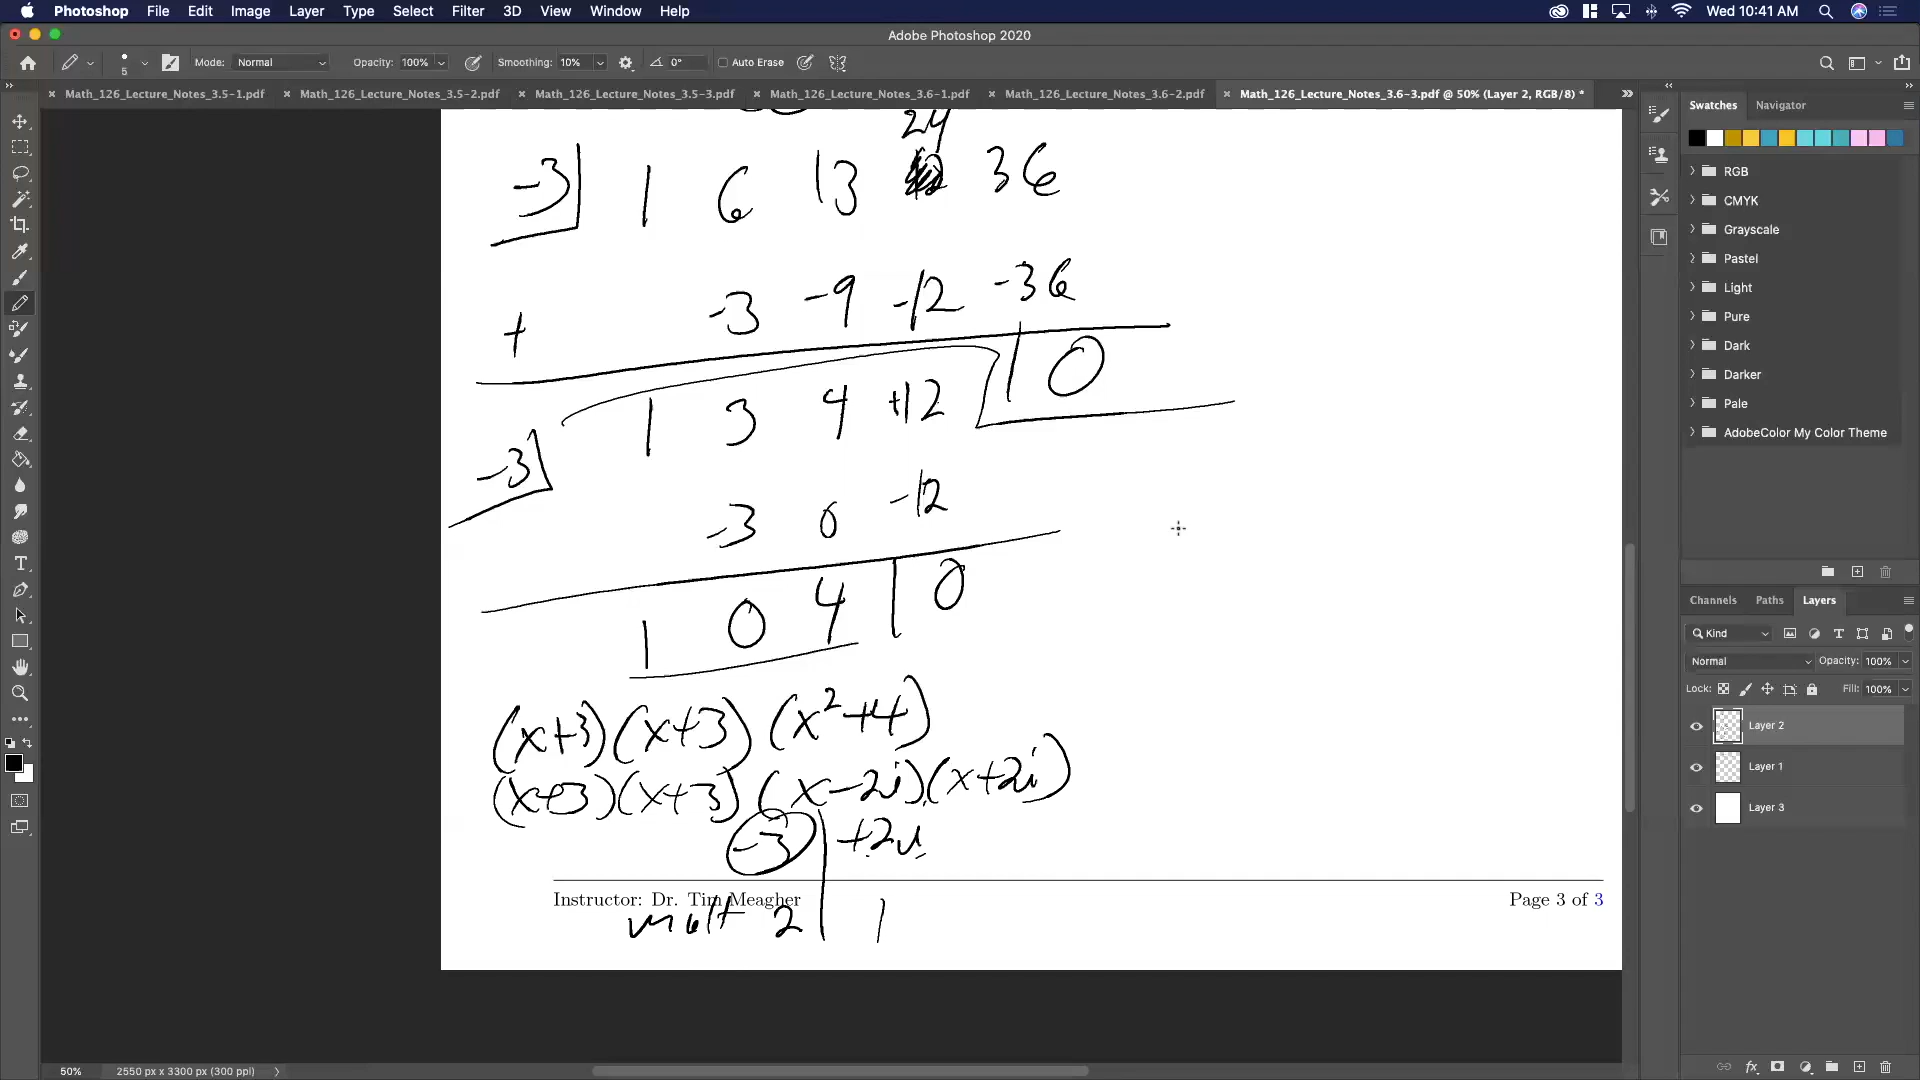 Photoshop File Edit Image Layer Type Select Filter 3D View Window Help Wed 10:41 AM
Adobe Photoshop 2020
5 Mode: Normal Opacity: 100% Smoothing: 10% 0° Auto Erase
Math_126_Lecture_Notes_3.5-1.pdf Math_126_Lecture_Notes_3.5-2.pdf Math_126_Lecture_Notes_3.5-3.pdf Math_126_Lecture_Notes_3.6-1.pdf Math_126_Lecture_Notes_3.6-2.pdf Math_126_Lecture_Notes_3.6-3.pdf @ 50% (Layer 2, RGB/8) *
24
-3 1 6 13 36
+ -3 -9 -12 -36
1 3 4 +12 0
-3
-3 0 -12
1 0 4 0
(x+3)(x+3)(x²+4)
(x+3)(x+3)(x-2i)(x+2i)
-3 +2i
Instructor: Dr. Tim Meagher Page 3 of 3
mult 2 1
50% 2550 px x 3300 px (300 ppi)
Swatches Navigator
RGB
CMYK
Grayscale
Pastel
Light
Pure
Dark
Darker
Pale
AdobeColor My Color Theme
Channels Paths Layers
Kind
Normal Opacity: 100%
Lock: Fill: 100%
Layer 2
Layer 1
Layer 3
fx